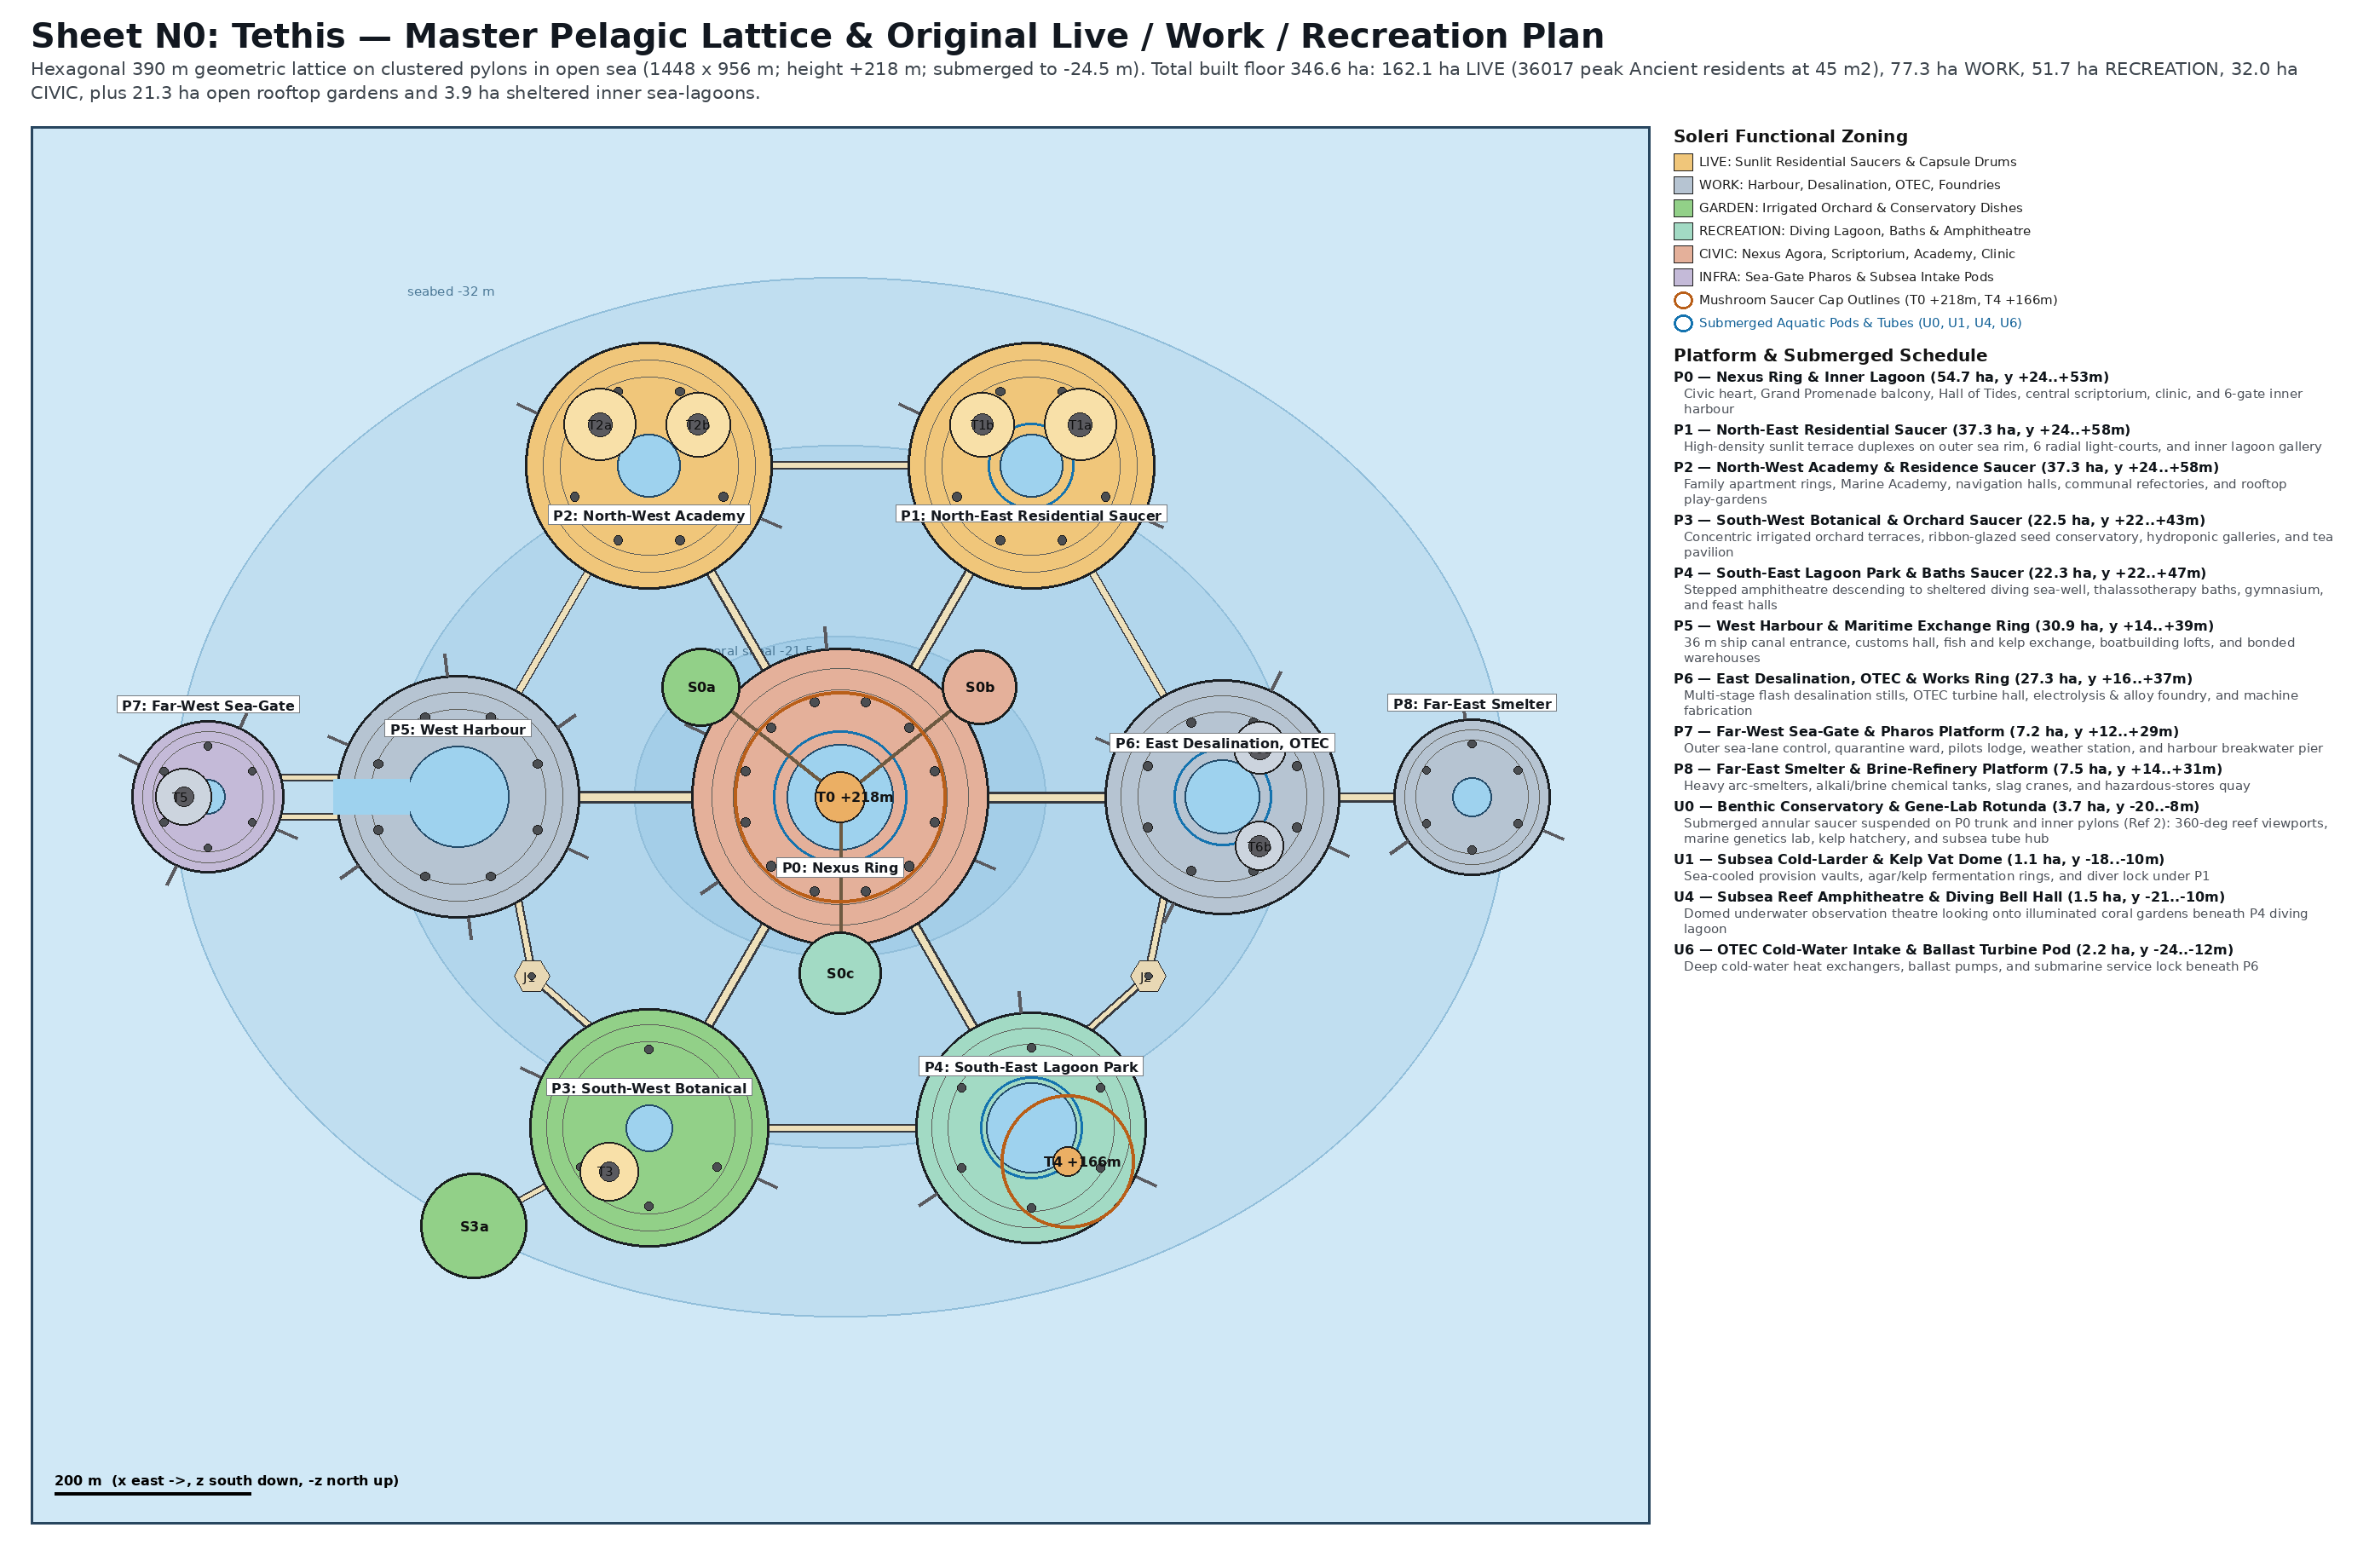 Sheet N0: Tethis — Master Pelagic Lattice & Original Live / Work / Recreation Plan
Hexagonal 390 m geometric lattice on clustered pylons in open sea (1448 x 956 m; height +218 m; submerged to -24.5 m). Total built floor 346.6 ha: 162.1 ha LIVE (36017 peak Ancient residents at 45 m2), 77.3 ha WORK, 51.7 ha RECREATION, 32.0 ha
CIVIC, plus 21.3 ha open rooftop gardens and 3.9 ha sheltered inner sea-lagoons.
seabed -32 m
T2a
T2b
T1b
T1a
P2: North-West Academy
P1: North-East Residential Saucer
-21.5
S0a
S0b
P7: Far-West Sea-Gate
P5: West Harbour
P6: East Desalination, OTEC
P8: Far-East Smelter
T5
T0 +218m
T6b
P0: Nexus Ring
S0c
J1
J2
P3: South-West Botanical
P4: South-East Lagoon Park
T3
T4 +166m
S3a
200 m (x east ->, z south down, -z north up)
Soleri Functional Zoning
LIVE: Sunlit Residential Saucers & Capsule Drums
WORK: Harbour, Desalination, OTEC, Foundries
GARDEN: Irrigated Orchard & Conservatory Dishes
RECREATION: Diving Lagoon, Baths & Amphitheatre
CIVIC: Nexus Agora, Scriptorium, Academy, Clinic
INFRA: Sea-Gate Pharos & Subsea Intake Pods
Mushroom Saucer Cap Outlines (T0 +218m, T4 +166m)
Submerged Aquatic Pods & Tubes (U0, U1, U4, U6)
Platform & Submerged Schedule
P0 — Nexus Ring & Inner Lagoon (54.7 ha, y +24..+53m)
Civic heart, Grand Promenade balcony, Hall of Tides, central scriptorium, clinic, and 6-gate inner
harbour
P1 — North-East Residential Saucer (37.3 ha, y +24..+58m)
High-density sunlit terrace duplexes on outer sea rim, 6 radial light-courts, and inner lagoon gallery
P2 — North-West Academy & Residence Saucer (37.3 ha, y +24..+58m)
Family apartment rings, Marine Academy, navigation halls, communal refectories, and rooftop
play-gardens
P3 — South-West Botanical & Orchard Saucer (22.5 ha, y +22..+43m)
Concentric irrigated orchard terraces, ribbon-glazed seed conservatory, hydroponic galleries, and tea
pavilion
P4 — South-East Lagoon Park & Baths Saucer (22.3 ha, y +22..+47m)
Stepped amphitheatre descending to sheltered diving sea-well, thalassotherapy baths, gymnasium,
and feast halls
P5 — West Harbour & Maritime Exchange Ring (30.9 ha, y +14..+39m)
36 m ship canal entrance, customs hall, fish and kelp exchange, boatbuilding lofts, and bonded
warehouses
P6 — East Desalination, OTEC & Works Ring (27.3 ha, y +16..+37m)
Multi-stage flash desalination stills, OTEC turbine hall, electrolysis & alloy foundry, and machine
fabrication
P7 — Far-West Sea-Gate & Pharos Platform (7.2 ha, y +12..+29m)
Outer sea-lane control, quarantine ward, pilots lodge, weather station, and harbour breakwater pier
P8 — Far-East Smelter & Brine-Refinery Platform (7.5 ha, y +14..+31m)
Heavy arc-smelters, alkali/brine chemical tanks, slag cranes, and hazardous-stores quay
U0 — Benthic Conservatory & Gene-Lab Rotunda (3.7 ha, y -20..-8m)
Submerged annular saucer suspended on P0 trunk and inner pylons (Ref 2): 360-deg reef viewports,
marine genetics lab, kelp hatchery, and subsea tube hub
U1 — Subsea Cold-Larder & Kelp Vat Dome (1.1 ha, y -18..-10m)
Sea-cooled provision vaults, agar/kelp fermentation rings, and diver lock under P1
U4 — Subsea Reef Amphitheatre & Diving Bell Hall (1.5 ha, y -21..-10m)
Domed underwater observation theatre looking onto illuminated coral gardens beneath P4 diving
lagoon
U6 — OTEC Cold-Water Intake & Ballast Turbine Pod (2.2 ha, y -24..-12m)
Deep cold-water heat exchangers, ballast pumps, and submarine service lock beneath P6